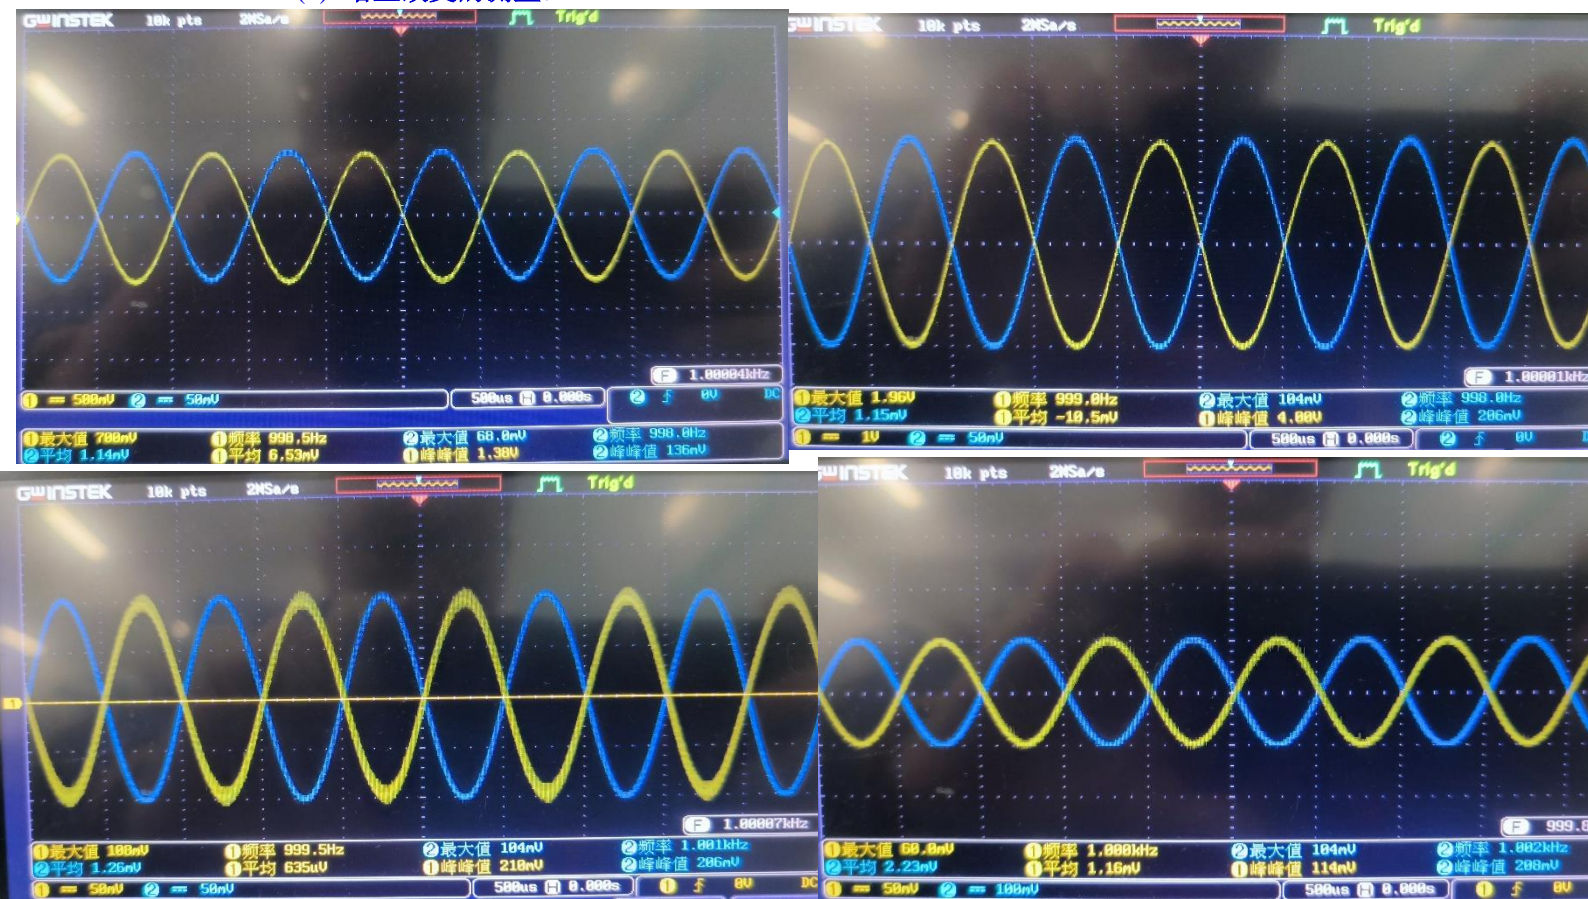 GWINSTEK 10k pts 2MSa/s Trig'd
F 1.00004kHz
1 500mV 2 50mV 500us H 0.000s 2 0V DC
1最大值 700mV 1频率 998.5Hz 2最大值 68.0mV 2频率 998.0Hz
2平均 1.14mV 1平均 6.53mV 1峰峰值 1.38V 2峰峰值 136mV
GWINSTEK 10k pts 2MSa/s Trig'd
F 1.00001kHz
1最大值 1.96V 1频率 999.0Hz 2最大值 104mV 2频率 998.0Hz
2平均 1.15mV 1平均 -10.5mV 1峰峰值 4.00V 2峰峰值 206mV
1 1V 2 50mV 500us H 0.000s 2 0V
GWINSTEK 10k pts 2MSa/s Trig'd
1
F 1.00007kHz
1最大值 108mV 1频率 999.5Hz 2最大值 104mV 2频率 1.001kHz
2平均 1.26mV 1平均 635uV 1峰峰值 210mV 2峰峰值 206mV
1 50mV 2 50mV 500us H 0.000s 1 0V DC
INSTEK 10k pts 2MSa/s Trig'd
F 999.8
1最大值 60.0mV 1频率 1.000kHz 2最大值 104mV 2频率 1.002kHz
2平均 2.23mV 1平均 1.16mV 1峰峰值 114mV 2峰峰值 208mV
1 50mV 2 100mV 500us H 0.000s 1 0V